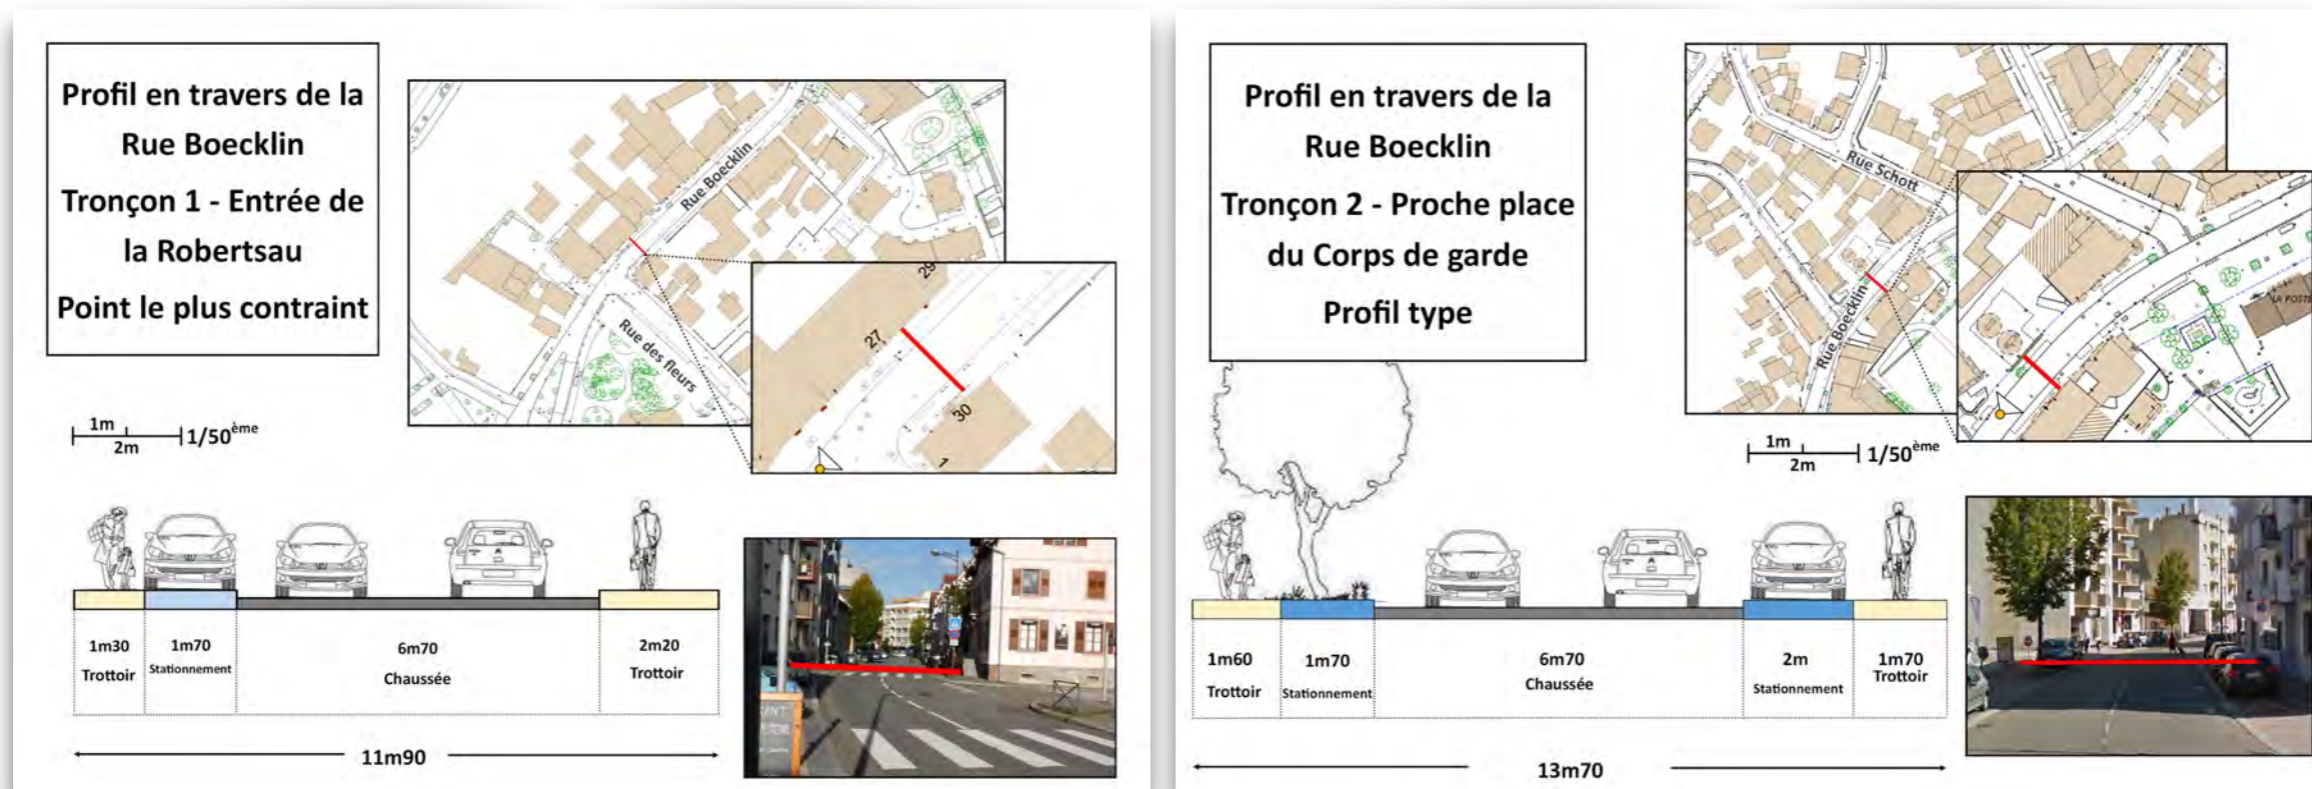 Profil en travers de la
Rue Boecklin
Tronçon 1 - Entrée de
la Robertsau
Point le plus contraint
Rue Boecklin
Rue des fleurs
29
27
30
1
1m
2m
1/50ème
1m30
Trottoir
1m70
Stationnement
6m70
Chaussée
2m20
Trottoir
11m90
Profil en travers de la
Rue Boecklin
Tronçon 2 - Proche place
du Corps de garde
Profil type
Rue Schott
Rue Boecklin
LA POSTE
1m
2m
1/50ème
1m60
Trottoir
1m70
Stationnement
6m70
Chaussée
2m
Stationnement
1m70
Trottoir
13m70